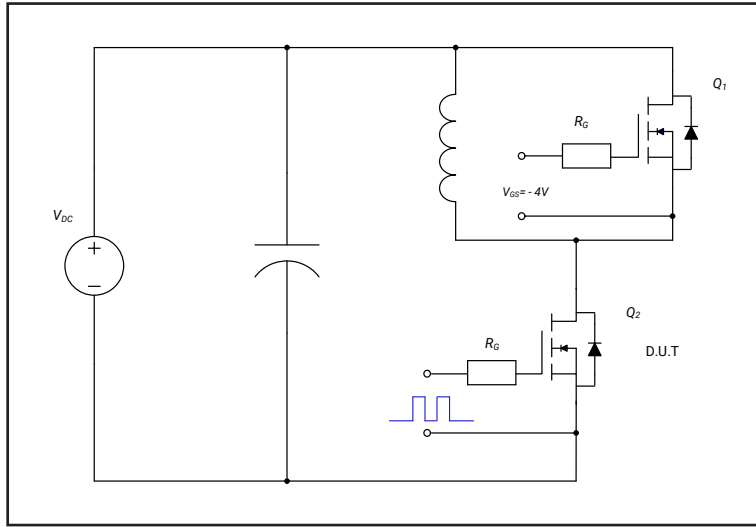 Q1
RG
VGS= - 4V
VDC
Q2
RG
D.U.T